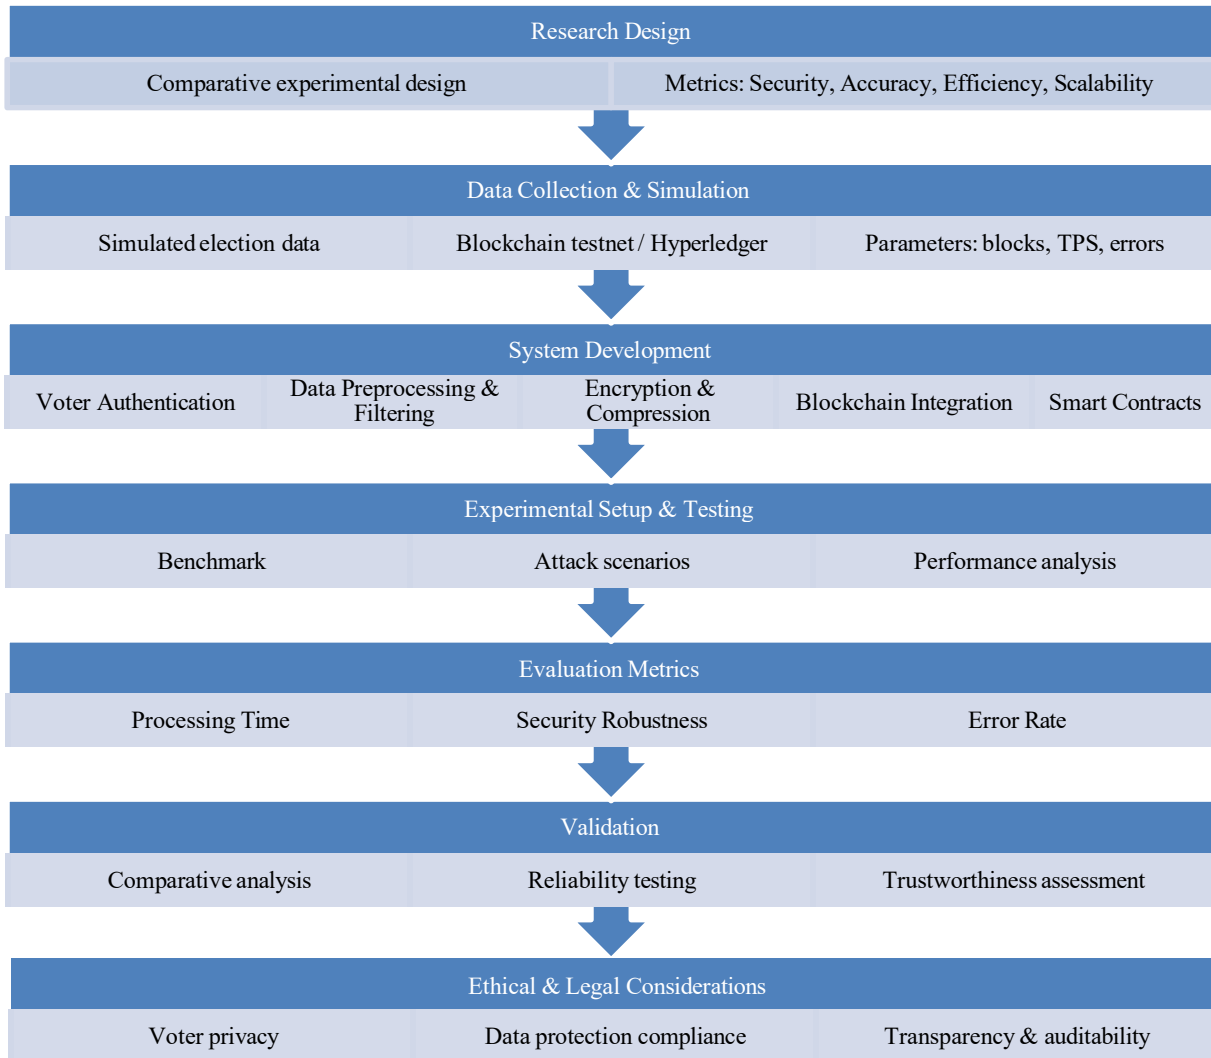 Research Design
Comparative experimental design
Metrics: Security, Accuracy, Efficiency, Scalability
Data Collection & Simulation
Simulated election data
Blockchain testnet / Hyperledger
Parameters: blocks, TPS, errors
System Development
Voter Authentication
Data Preprocessing &
Filtering
Encryption &
Compression
Blockchain Integration
Smart Contracts
Experimental Setup & Testing
Benchmark
Attack scenarios
Performance analysis
Evaluation Metrics
Processing Time
Security Robustness
Error Rate
Validation
Comparative analysis
Reliability testing
Trustworthiness assessment
Ethical & Legal Considerations
Voter privacy
Data protection compliance
Transparency & auditability